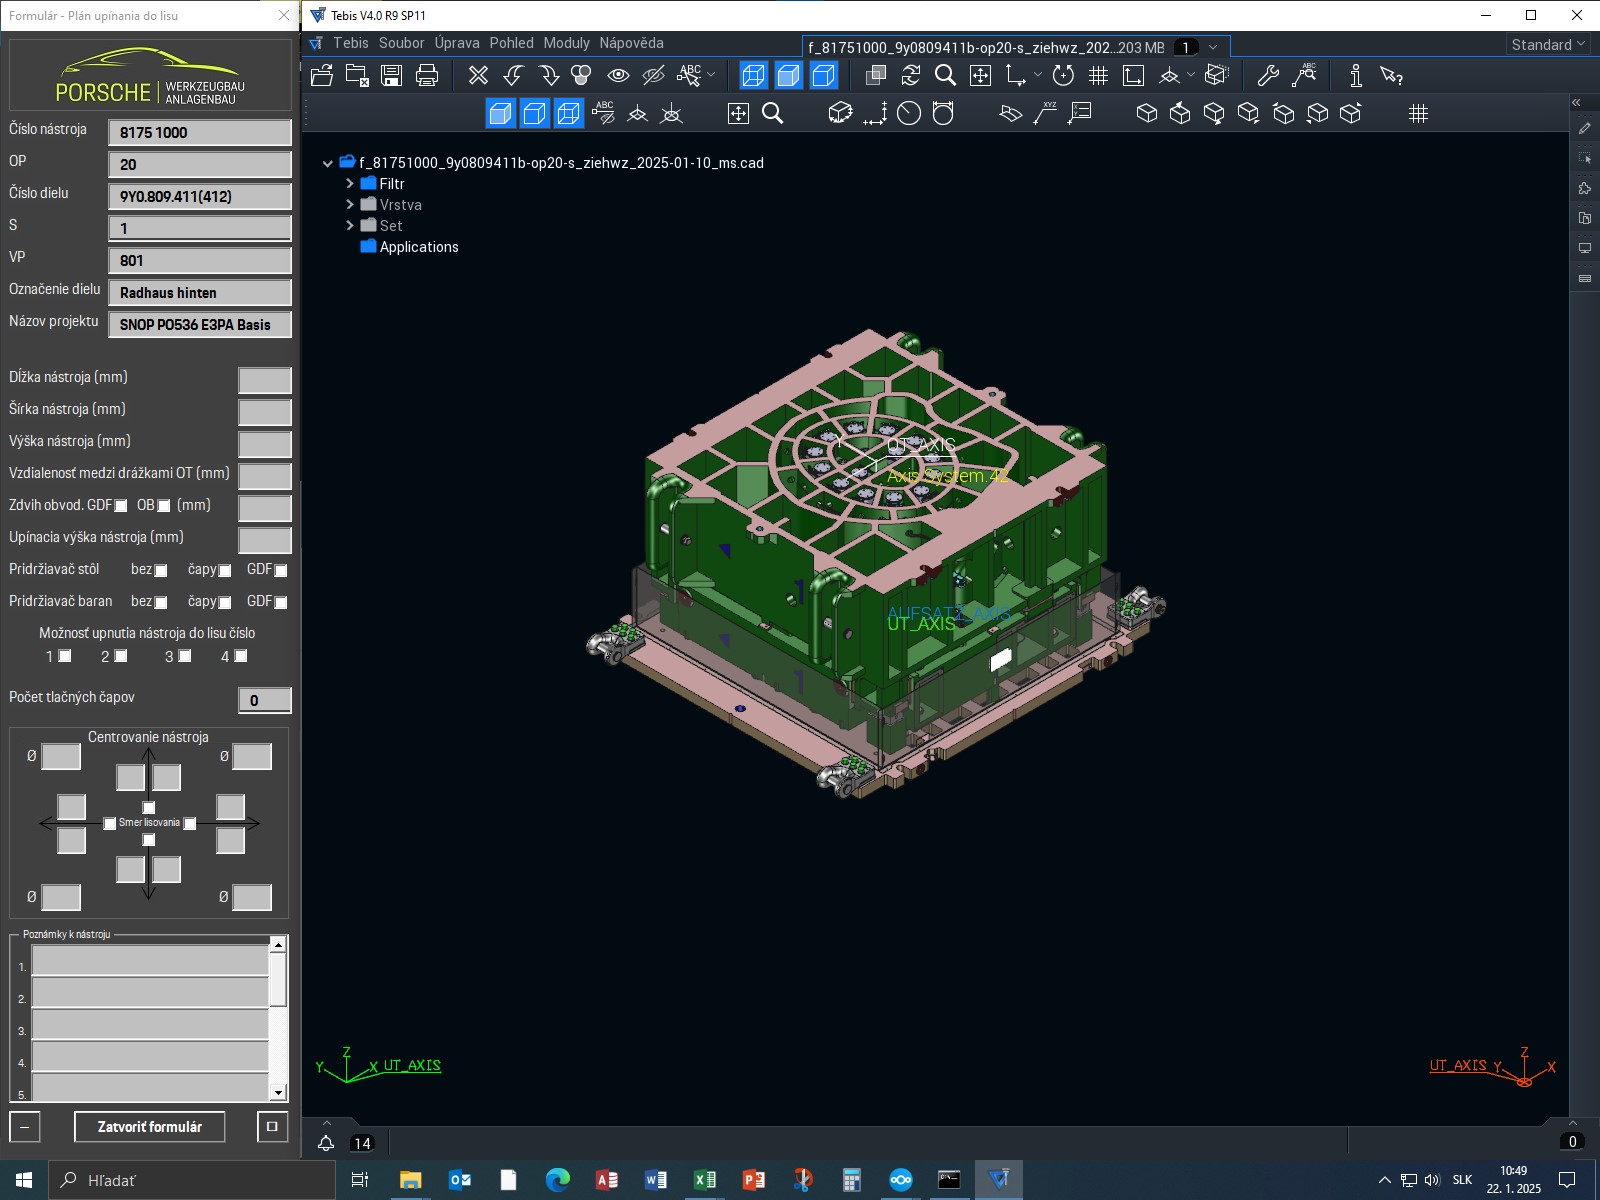 Formulár - Plán upínania do lisu
Tebis V4.0 R9 SP11
PORSCHE
WERKZEUGBAU
ANLAGENBAU
Tebis Soubor Úprava Pohled Moduly Nápověda
f_81751000_9y0809411b-op20-s_ziehwz_202...203 MB 1
Standard
ABC
ABC
ABC
XYZ
Číslo nástroja 8175 1000
OP 20
Číslo dielu 9Y0.809.411(412)
S 1
VP 801
Označenie dielu Radhaus hinten
Názov projektu SNOP PO536 E3PA Basis
Dĺžka nástroja (mm)
Šírka nástroja (mm)
Výška nástroja (mm)
Vzdialenosť medzi drážkami OT (mm)
Zdvih obvod. GDF OB (mm)
Upínacia výška nástroja (mm)
Pridržiavač stôl bez čapy GDF
Pridržiavač baran bez čapy GDF
Možnosť upnutia nástroja do lisu číslo
1 2 3 4
Počet tlačných čapov 0
Centrovanie nástroja
Ø Ø
Smer lisovania
Ø Ø
Poznámky k nástroju
1.
2.
3.
4.
5.
Zatvoriť formulár
f_81751000_9y0809411b-op20-s_ziehwz_2025-01-10_ms.cad
Filtr
Vrstva
Set
Applications
OT_AXIS
Axis System.42
AUFSATZ_AXIS
UT_AXIS
Z
Y X UT_AXIS
Z
UT_AXIS Y X
14
0
Hľadať
SLK
10:49
22. 1. 2025